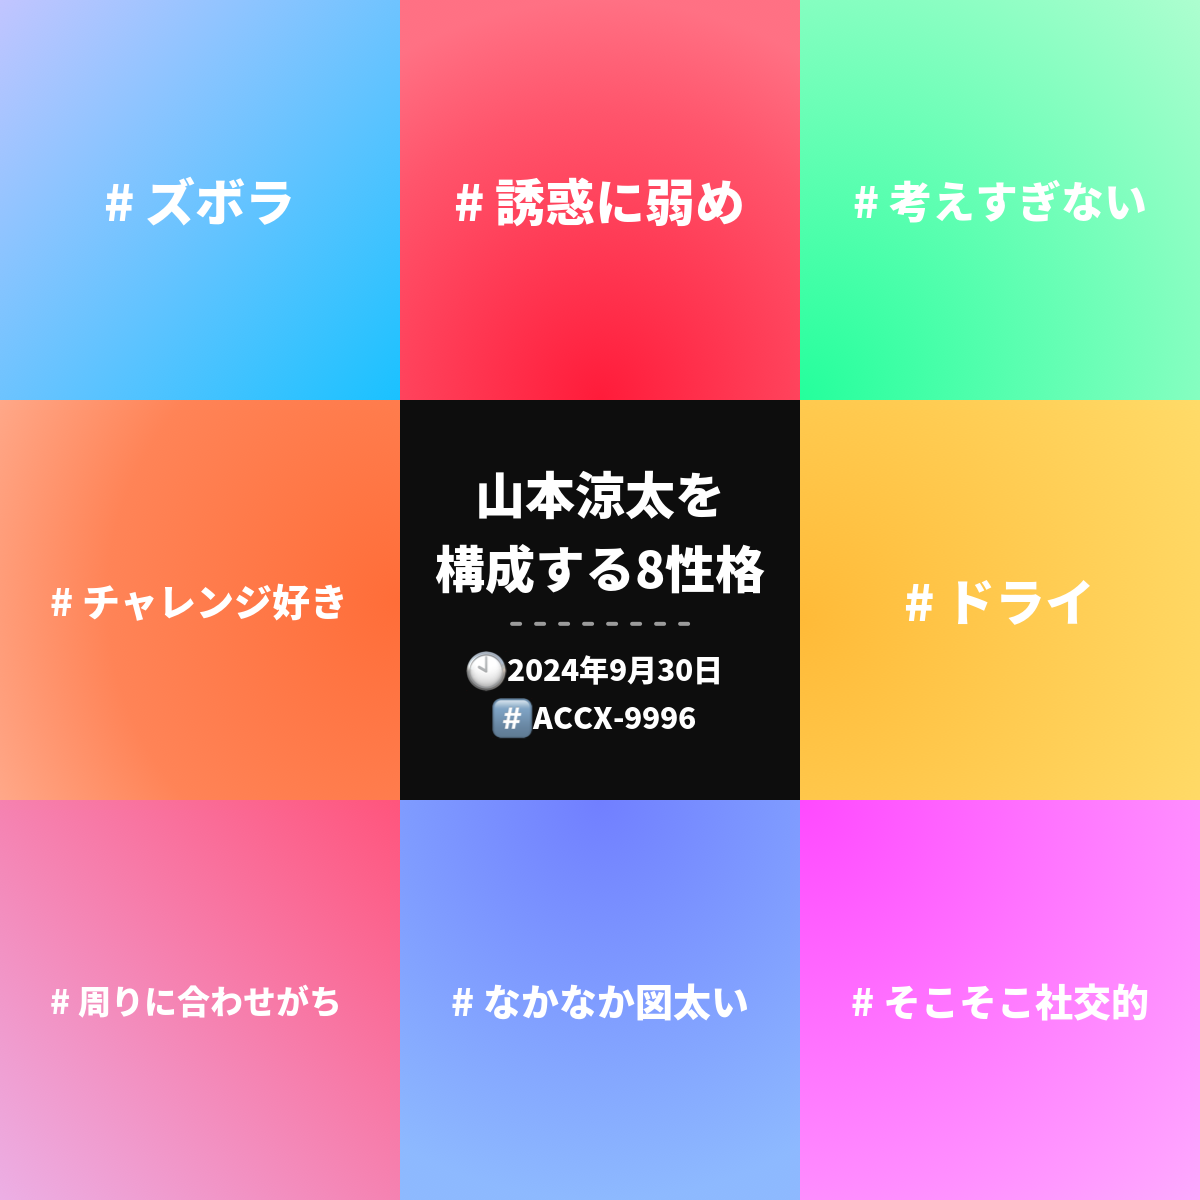 # ズボラ
# 誘惑に弱め
# 考えすぎない
# チャレンジ好き
山本涼太を
構成する8性格
🕙2024年9月30日
#️⃣ACCX-9996
# ドライ
# 周りに合わせがち
# なかなか図太い
# そこそこ社交的